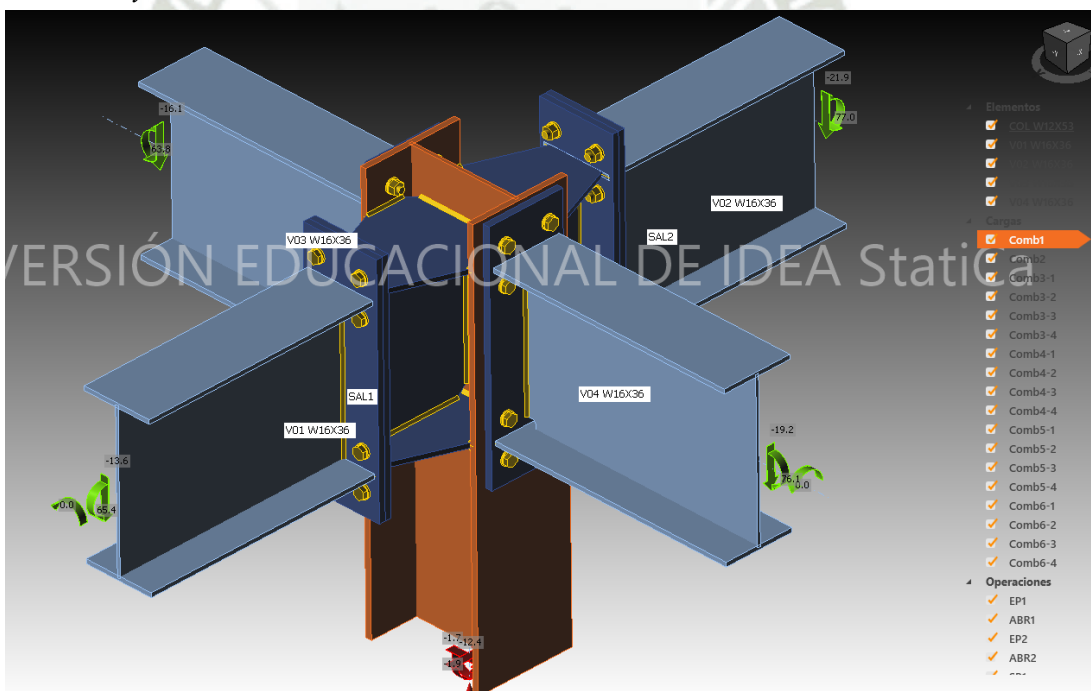 -16.1
63.8
-21.9
77.0
V02 W16X36
V03 W16X36
SAL2
VERSIÓN EDUCACIONAL DE IDEA Statica
SAL1
V04 W16X36
V01 W16X36
-13.6
0.0
65.4
-19.2
76.1
0.0
-1.7
-12.4
-1.9
Elementos
COL W12X53
V01 W16X36
V04 W16X36
Cargas
Comb1
Comb2
Comb3-1
Comb3-2
Comb3-3
Comb3-4
Comb4-1
Comb4-2
Comb4-3
Comb4-4
Comb5-1
Comb5-2
Comb5-3
Comb5-4
Comb6-1
Comb6-2
Comb6-3
Comb6-4
Operaciones
EP1
ABR1
EP2
ABR2